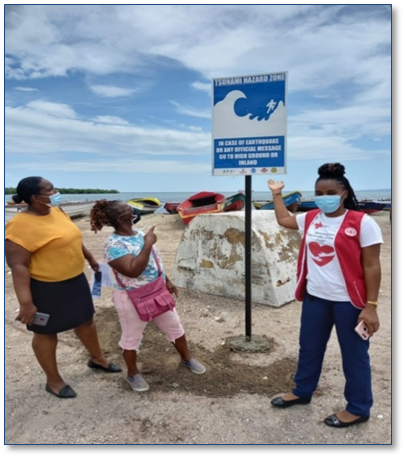 TSUNAMI HAZARD ZONE
IN CASE OF EARTHQUAKE
OR ANY OFFICIAL MESSAGE
GO TO HIGH GROUND OR
INLAND